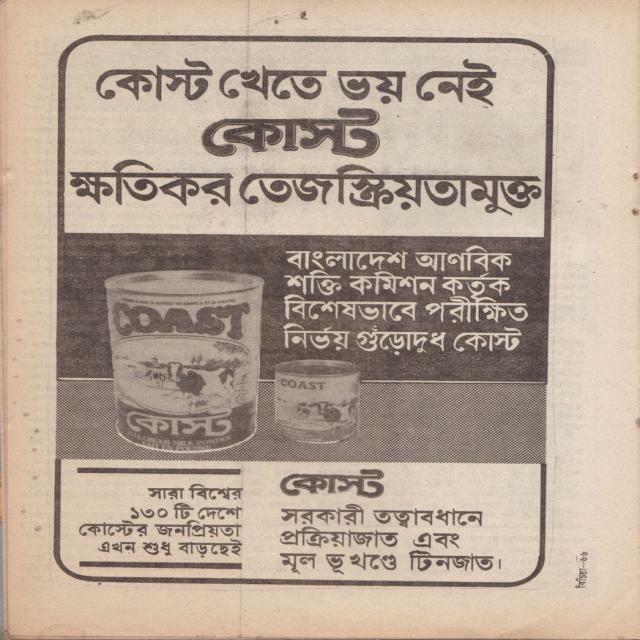 কোস্ট খেতে ভয় নেই
কোস্ট
ক্ষতিকর তেজস্ক্রিয়তামুক্ত
বাংলাদেশ আণবিক
শক্তি কমিশন কর্তৃক
বিশেষভাবে পরীক্ষিত
নির্ভয় গুঁড়োদুধ কোস্ট
COAST
কোস্ট
FULL CREAM MILK POWDER
COAST
সারা বিশ্বের
১৩০ টি দেশে
কোস্টের জনপ্রিয়তা
এখন শুধু বাড়ছেই
কোস্ট
সরকারী তত্বাবধানে
প্রক্রিয়াজাত এবং
মূল ভূ খণ্ডে টিনজাত।
বিচিত্রা—৬৬